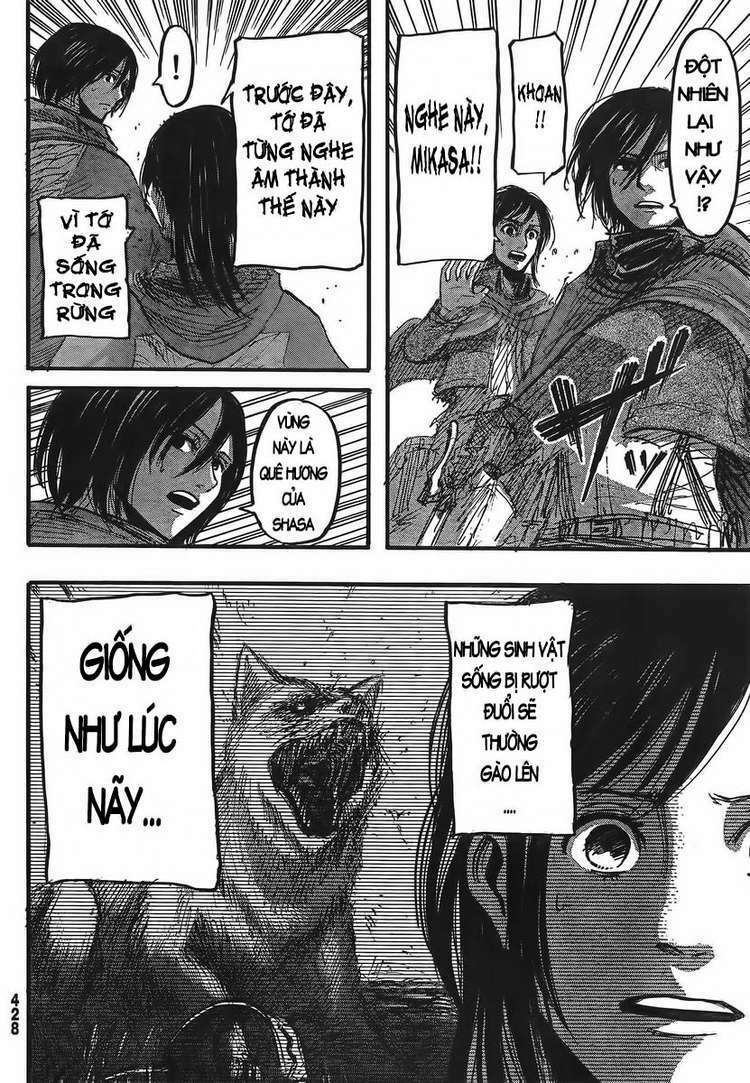 ĐỘT
NHIÊN
LẠI
NHƯ
VẬY
!?
KHOAN
!!
NGHE NÀY,
MIKASA!!
TRƯỚC ĐÂY,
TỚ ĐÃ
TỪNG NGHE
ÂM THÀNH
THẾ NÀY
!
VÌ TỚ
ĐÃ
SỐNG
TRONG
RỪNG
VÙNG
NÀY LÀ
QUÊ HƯƠNG
CỦA
SHASA
NHỮNG SINH VẬT
SỐNG BỊ RƯỢT
ĐUỔI SẼ
THƯỜNG
GÀO LÊN
....
GIỐNG
NHƯ LÚC
NÃY...
428